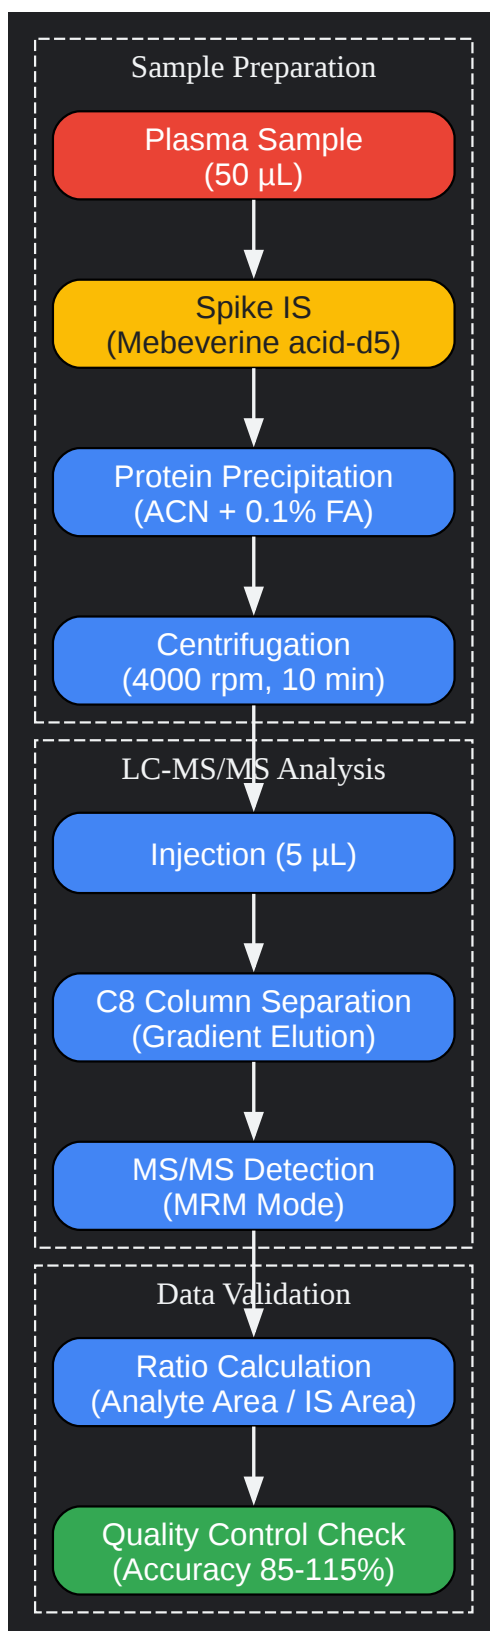 Sample Preparation
Plasma Sample
(50 µL)
Spike IS
(Mebeverine acid-d5)
Protein Precipitation
(ACN + 0.1% FA)
Centrifugation
(4000 rpm, 10 min)
LC-MS/MS Analysis
Injection (5 µL)
C8 Column Separation
(Gradient Elution)
MS/MS Detection
(MRM Mode)
Data Validation
Ratio Calculation
(Analyte Area / IS Area)
Quality Control Check
(Accuracy 85-115%)